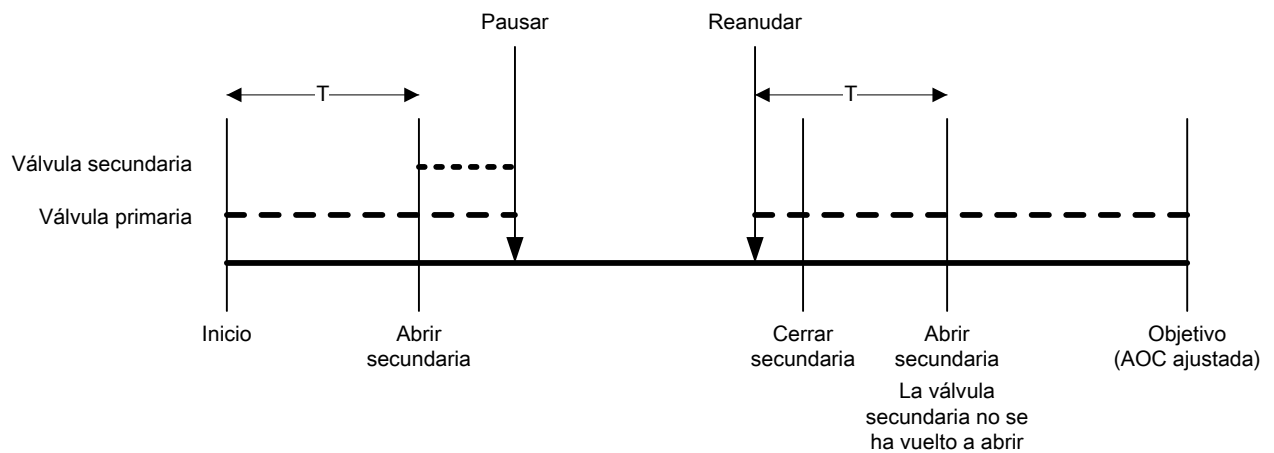 Pausar
Reanudar
T
T
Válvula secundaria
Válvula primaria
Inicio
Abrir
secundaria
Cerrar
secundaria
Abrir
secundaria
La válvula
secundaria no se
ha vuelto a abrir
Objetivo
(AOC ajustada)